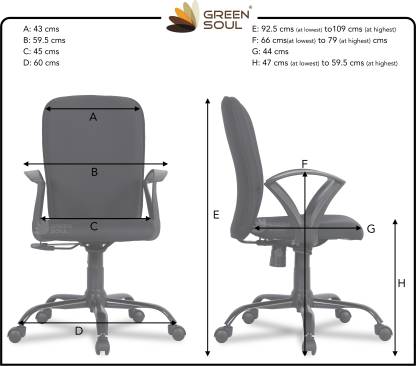 GREEN
SOUL
A: 43 cms
B: 59.5 cms
C: 45 cms
D: 60 cms
E: 92.5 cms (at lowest) to109 cms (at highest)
F: 66 cms(at lowest) to 79 (at highest) cms
G: 44 cms
H: 47 cms (at lowest) to 59.5 cms (at highest)
A
B
C
D
E
F
G
H
GREEN
SOUL